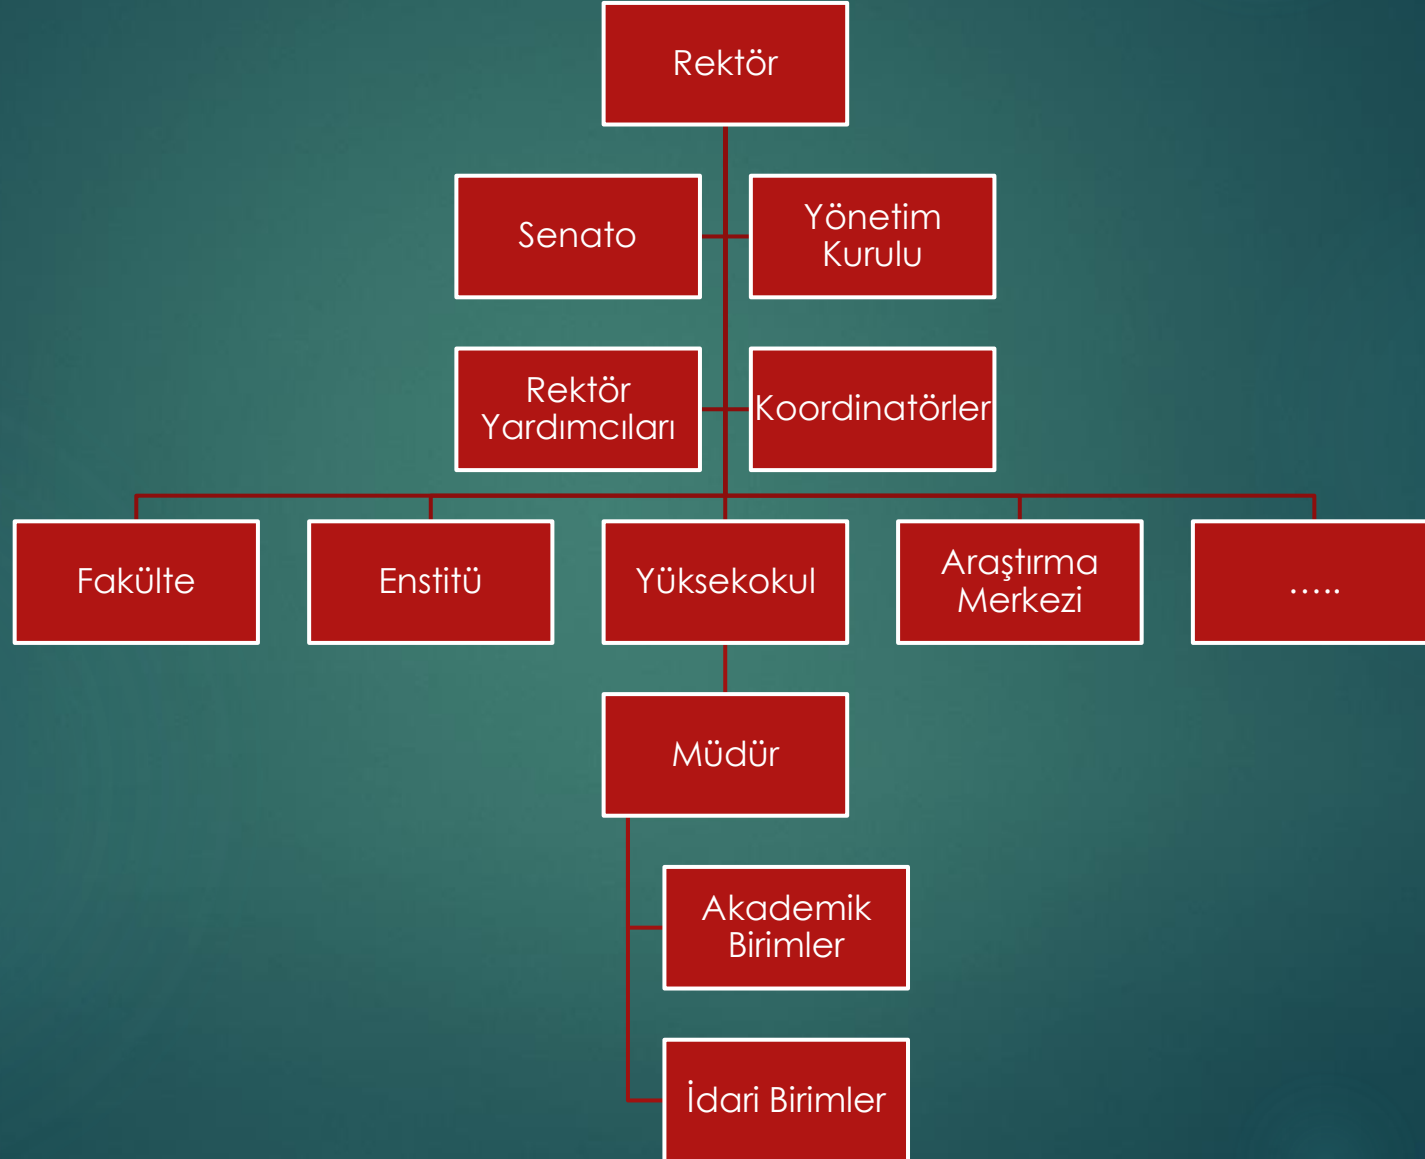 Rektör
Senato
Yönetim
Kurulu
Rektör
Yardımcıları
Koordinatörler
Fakülte
Enstitü
Yüksekokul
Araştırma
Merkezi
.....
Müdür
Akademik
Birimler
İdari Birimler